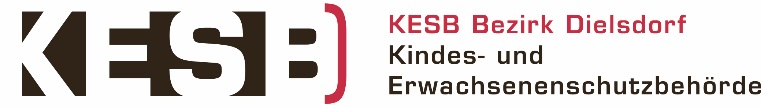 KESB
KESB Bezirk Dielsdorf
Kindes- und
Erwachsenenschutzbehörde